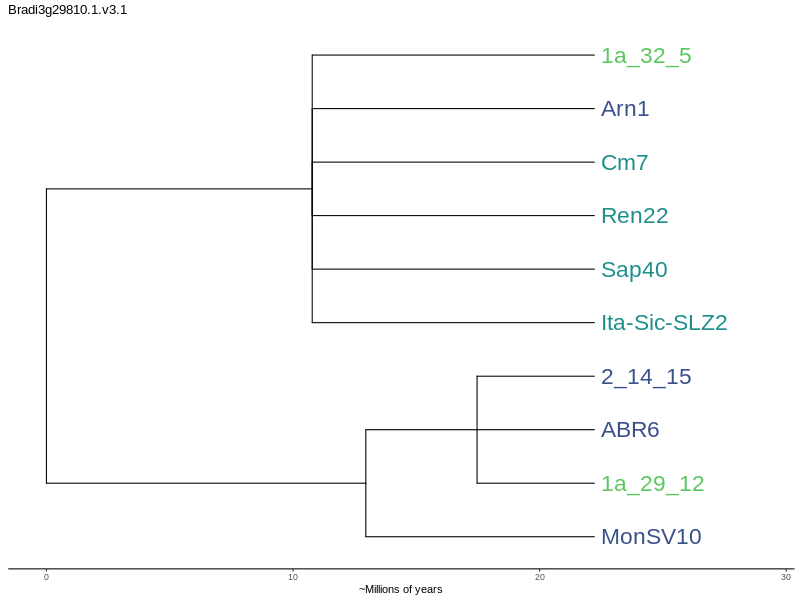 Bradi3g29810.1.v3.1
1a_32_5
Arn1
Cm7
Ren22
Sap40
Ita-Sic-SLZ2
2_14_15
ABR6
1a_29_12
MonSV10
0 10 20 30
~Millions of years